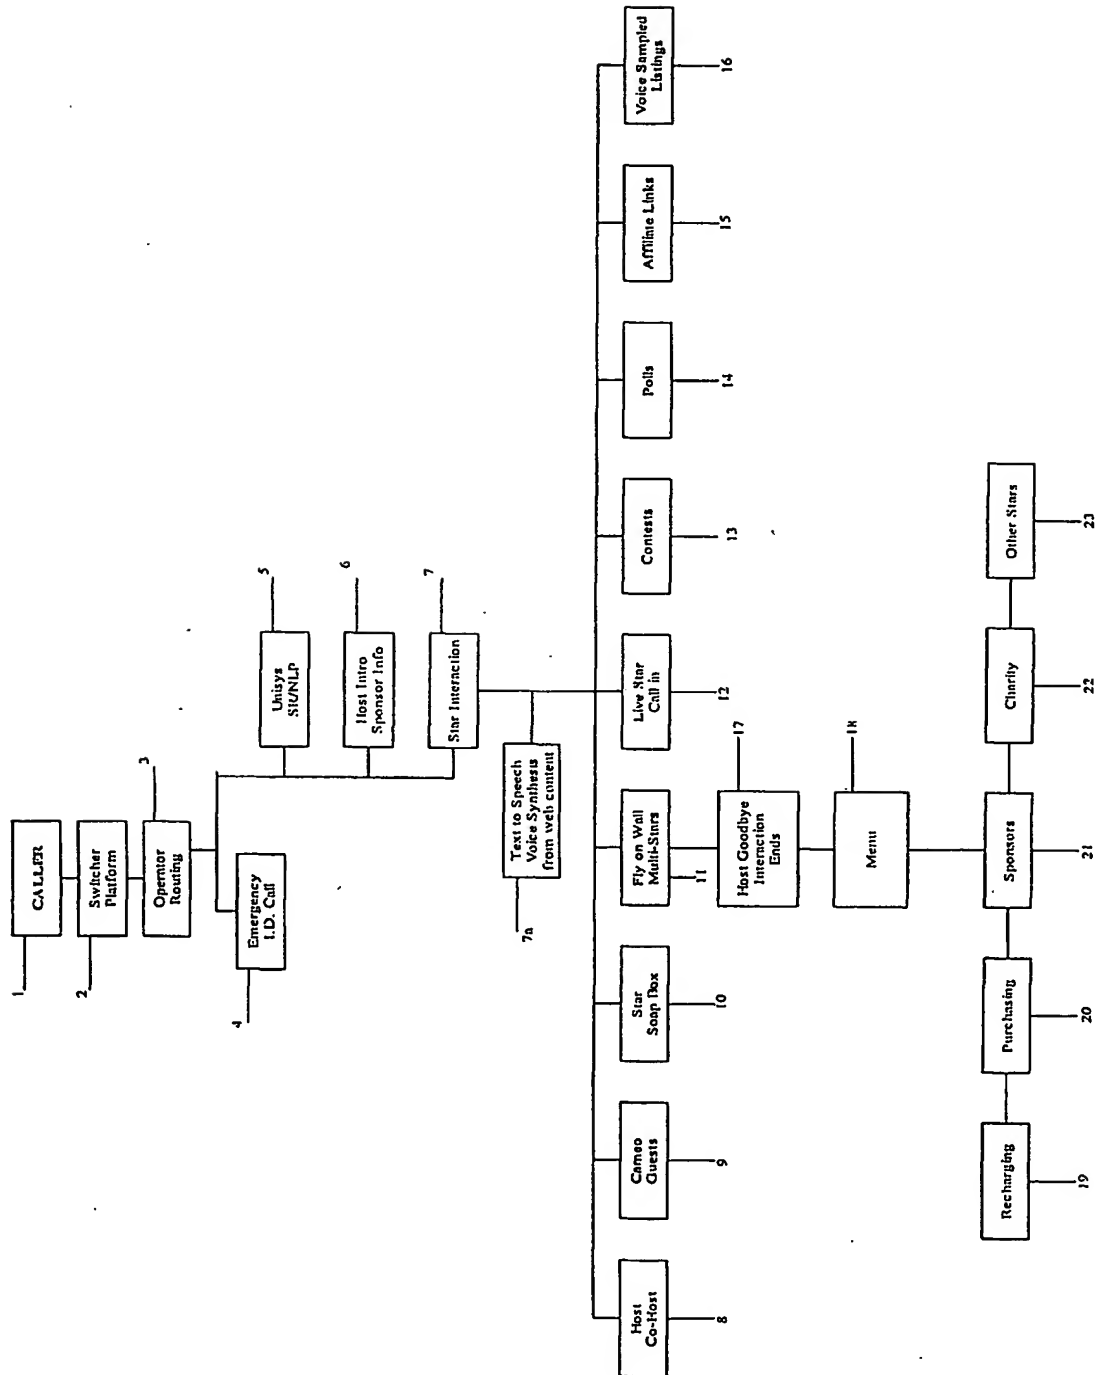 CALLER
1
Switcher
Platform
2
Operator
Routing
3
Emergency
I.D. Call
4
Unisys
SR/NLP
5
Host Intro
Sponsor Info
6
Star Interaction
7
Text to Speech
Voice Synthesis
from web content
7a
Host
Co-Host
8
Cameo
Guests
9
Star
Soap Box
10
Fly on Wall
Multi-Stars
11
Live Star
Call in
12
Contests
13
Polls
14
Affiliate Links
15
Voice Sampled
Listings
16
Host Goodbye
Interaction
Ends
17
Menu
18
Recharging
19
Purchasing
20
Sponsors
21
Charity
22
Other Stars
23